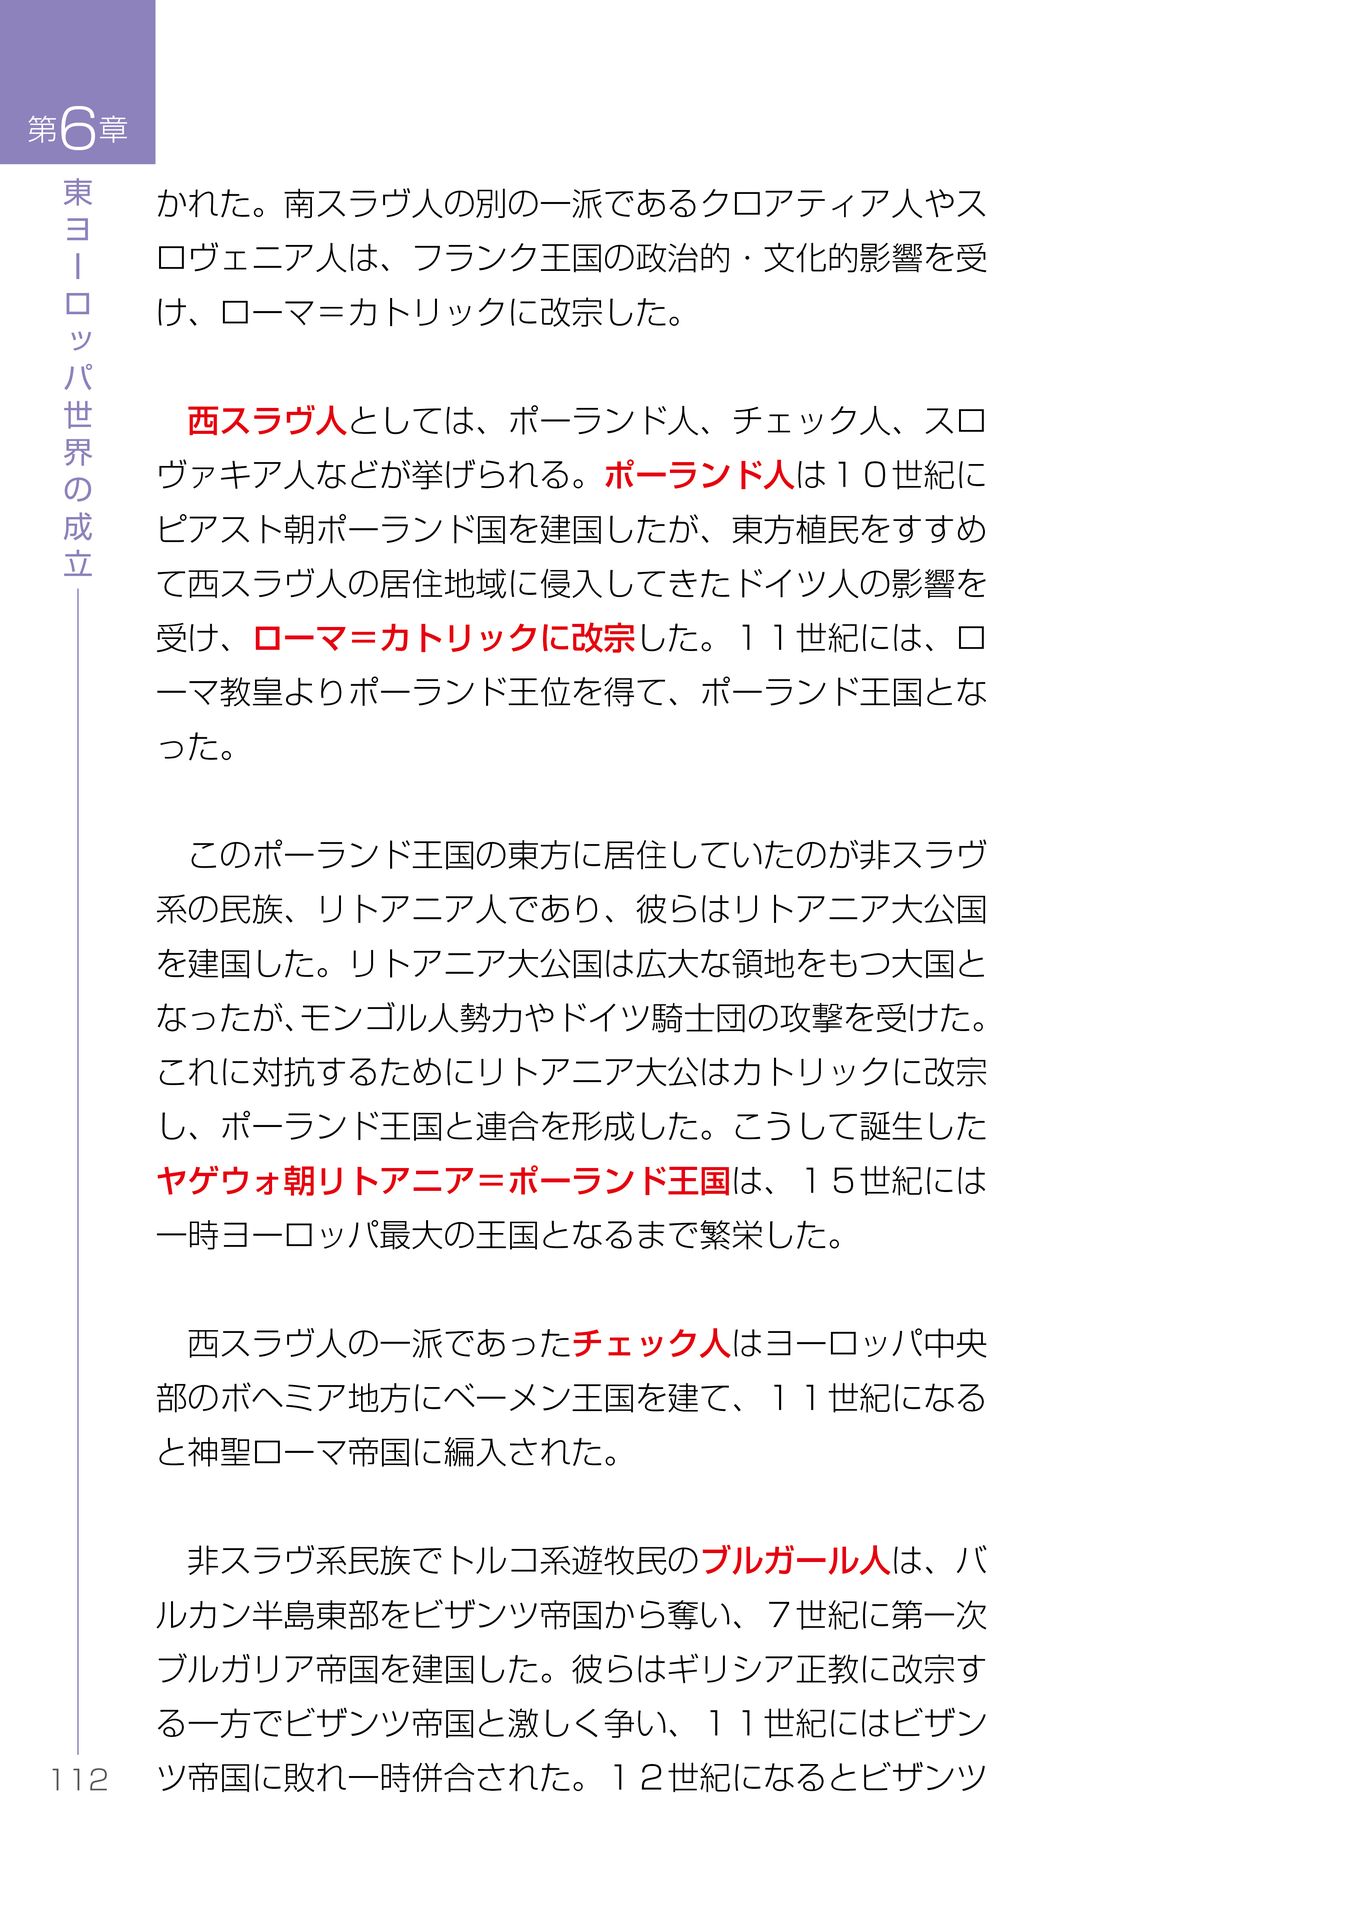 第6章
東ヨーロッパ世界の成立
かれた。南スラヴ人の別の一派であるクロアティア人やス
ロヴェニア人は、フランク王国の政治的・文化的影響を受
け、ローマ＝カトリックに改宗した。
西スラヴ人としては、ポーランド人、チェック人、スロ
ヴァキア人などが挙げられる。ポーランド人は１０世紀に
ピアスト朝ポーランド国を建国したが、東方植民をすすめ
て西スラヴ人の居住地域に侵入してきたドイツ人の影響を
受け、ローマ＝カトリックに改宗した。１１世紀には、ロ
ーマ教皇よりポーランド王位を得て、ポーランド王国とな
った。
このポーランド王国の東方に居住していたのが非スラヴ
系の民族、リトアニア人であり、彼らはリトアニア大公国
を建国した。リトアニア大公国は広大な領地をもつ大国と
なったが、モンゴル人勢力やドイツ騎士団の攻撃を受けた。
これに対抗するためにリトアニア大公はカトリックに改宗
し、ポーランド王国と連合を形成した。こうして誕生した
ヤゲウォ朝リトアニア＝ポーランド王国は、１５世紀には
一時ヨーロッパ最大の王国となるまで繁栄した。
西スラヴ人の一派であったチェック人はヨーロッパ中央
部のボヘミア地方にベーメン王国を建て、１１世紀になる
と神聖ローマ帝国に編入された。
非スラヴ系民族でトルコ系遊牧民のブルガール人は、バ
ルカン半島東部をビザンツ帝国から奪い、７世紀に第一次
ブルガリア帝国を建国した。彼らはギリシア正教に改宗す
る一方でビザンツ帝国と激しく争い、１１世紀にはビザン
ツ帝国に敗れ一時併合された。１２世紀になるとビザンツ
112